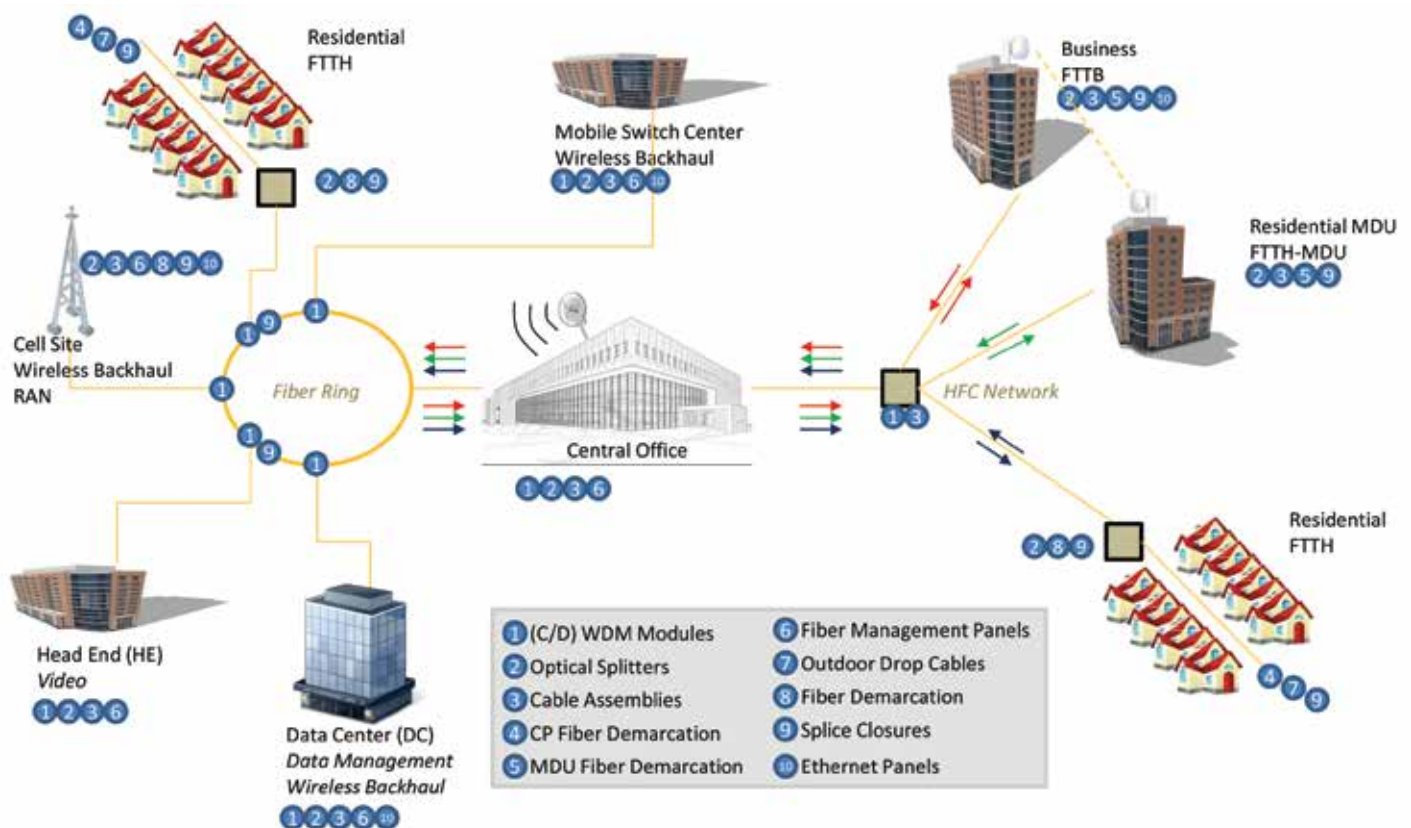 4 7 9
Residential
FTTH
2 8 9
Mobile Switch Center
Wireless Backhaul
1 2 3 6 10
Business
FTTB
2 3 5 9 10
Residential MDU
FTTH-MDU
2 3 5 9
2 3 6 8 9 10
Cell Site
Wireless Backhaul
RAN
1 9 1
1
1 9 1
Fiber Ring
Central Office
1 2 3 6
HFC Network
1 3
Residential
FTTH
2 8 9
4 7 9
Head End (HE)
Video
1 2 3 6
Data Center (DC)
Data Management
Wireless Backhaul
1 2 3 6 10
1 (C/D) WDM Modules
2 Optical Splitters
3 Cable Assemblies
4 CP Fiber Demarcation
5 MDU Fiber Demarcation
6 Fiber Management Panels
7 Outdoor Drop Cables
8 Fiber Demarcation
9 Splice Closures
10 Ethernet Panels